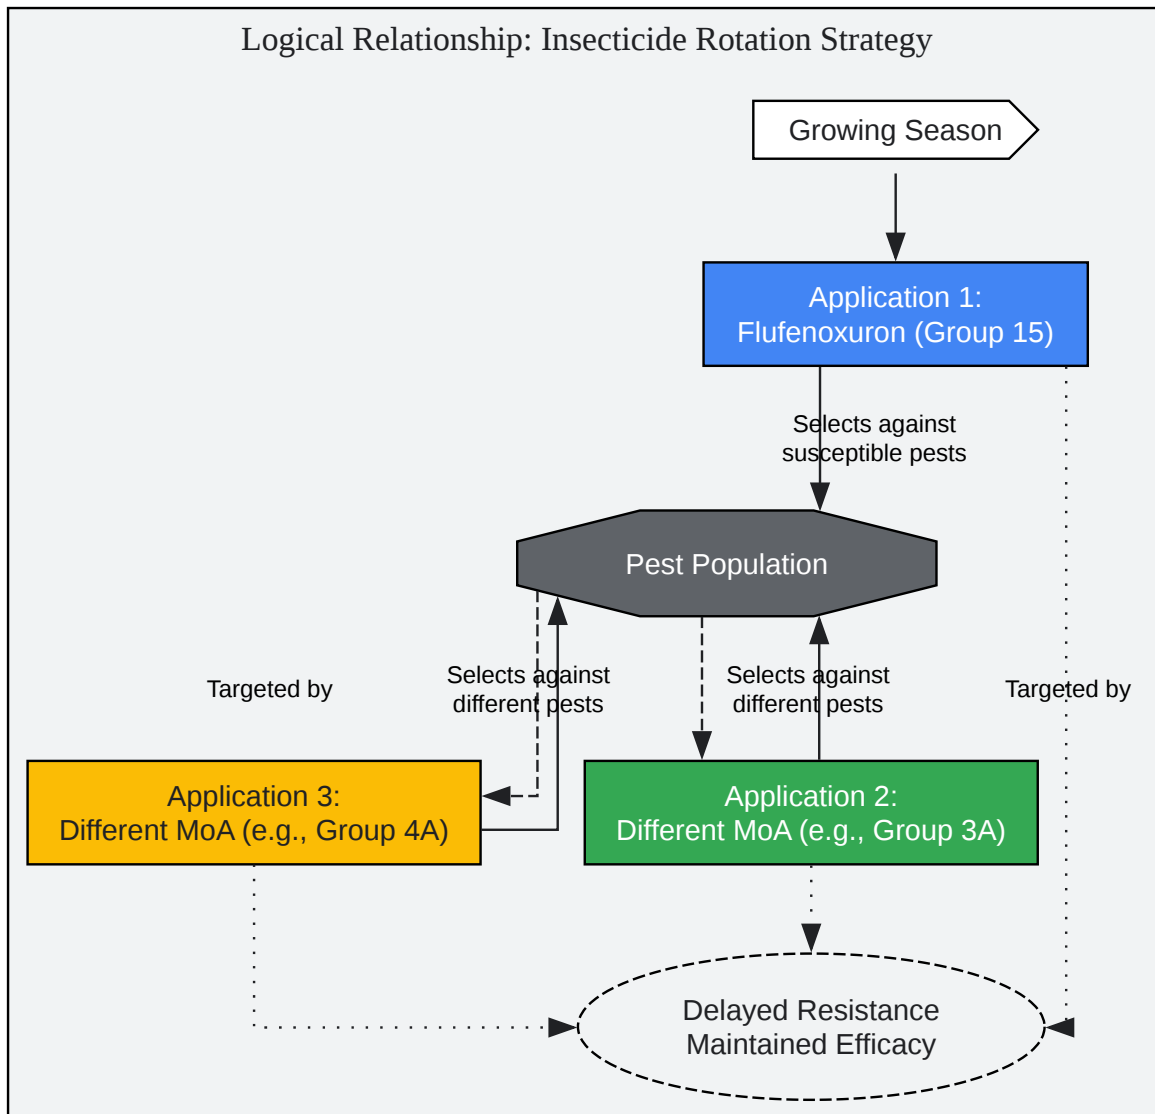 Logical Relationship: Insecticide Rotation Strategy
Growing Season
Application 1:
Flufenoxuron (Group 15)
Selects against
susceptible pests
Pest Population
Targeted by
Selects against
different pests
Selects against
different pests
Targeted by
Application 3:
Different MoA (e.g., Group 4A)
Application 2:
Different MoA (e.g., Group 3A)
Delayed Resistance
Maintained Efficacy